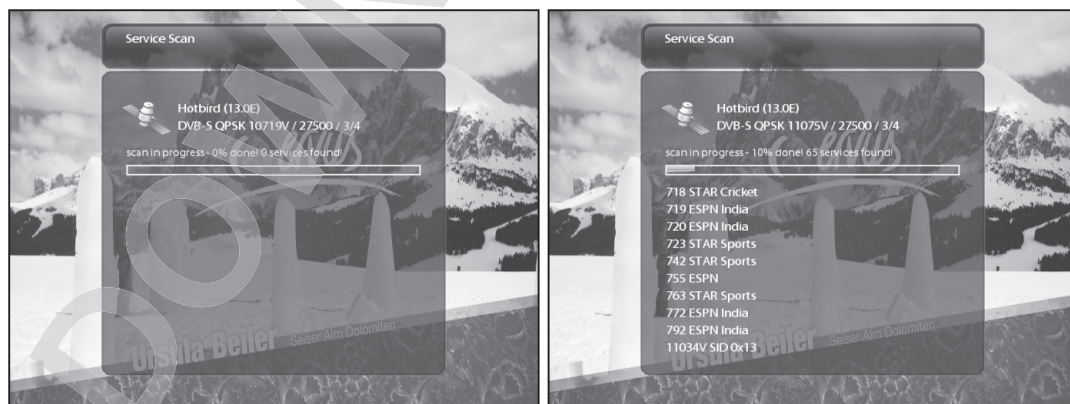 Service Scan
Hotbird (13.0E)
DVB-S QPSK 10719V / 27500 / 3/4
scan in progress - 0% done! 0 services found!
Ursula Beiler Seiser Alm Dolomiten
Service Scan
Hotbird (13.0E)
DVB-S QPSK 11075V / 27500 / 3/4
scan in progress - 10% done! 65 services found!
718 STAR Cricket
719 ESPN India
720 ESPN India
723 STAR Sports
742 STAR Sports
755 ESPN
763 STAR Sports
772 ESPN India
792 ESPN India
11034V SID 0x13
Ursula Beiler Seiser Alm Dolomiten